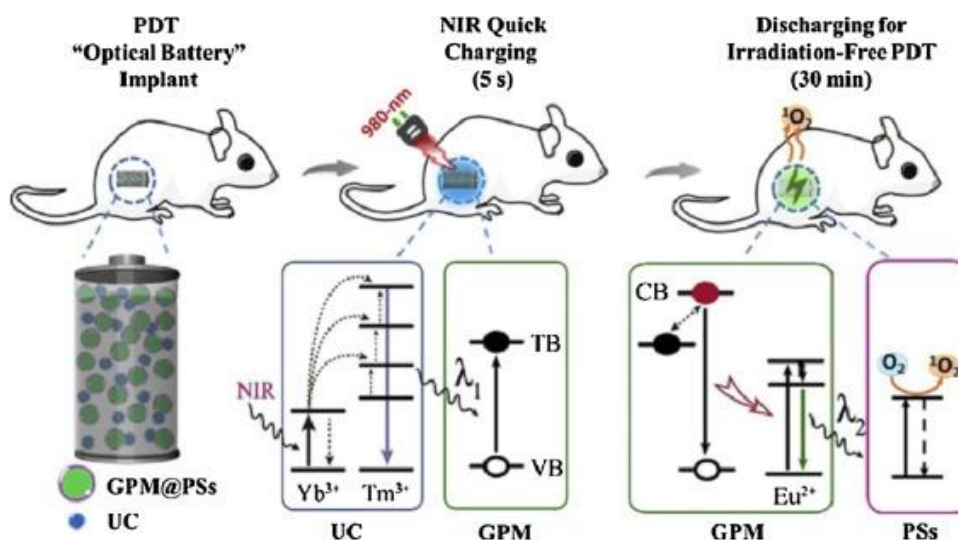 PDT
“Optical Battery”
Implant
NIR Quick
Charging
(5 s)
Discharging for
Irradiation-Free PDT
(30 min)
980-nm
¹O₂
NIR
Yb³⁺
Tm³⁺
UC
λ₁
TB
VB
GPM
CB
Eu²⁺
GPM
λ₂
O₂
¹O₂
PSs
GPM@PSs
UC